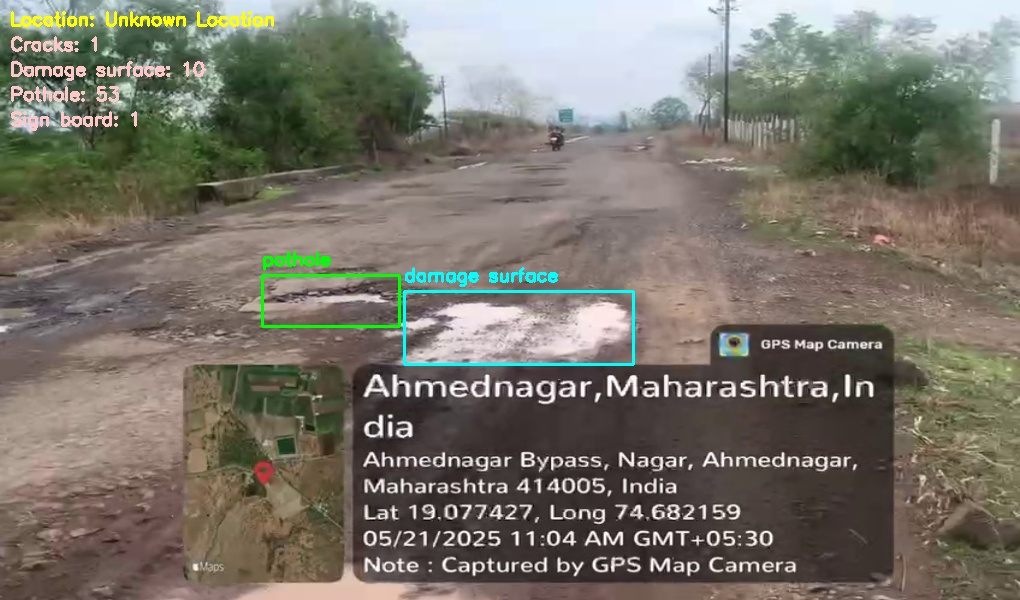 Location: Unknown Location
Cracks: 1
Damage surface: 10
Pothole: 53
Sign board: 1
pothole
damage surface
GPS Map Camera
Ahmednagar,Maharashtra,In
dia
Ahmednagar Bypass, Nagar, Ahmednagar,
Maharashtra 414005, India
Lat 19.077427, Long 74.682159
05/21/2025 11:04 AM GMT+05:30
Note : Captured by GPS Map Camera
Maps